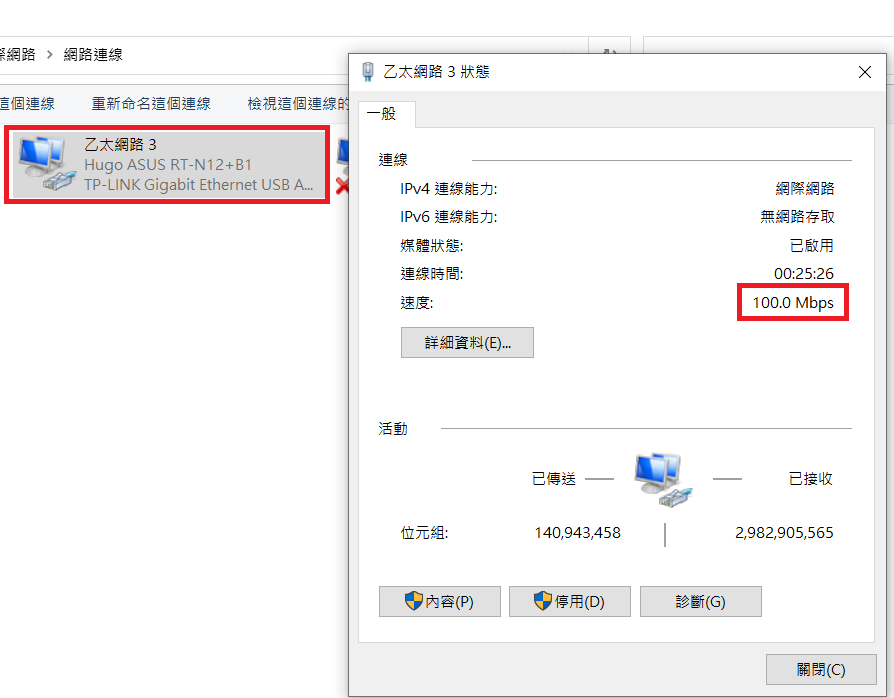 際網路 › 網路連線
這個連線 重新命名這個連線 檢視這個連線的
乙太網路 3
Hugo ASUS RT-N12+B1
TP-LINK Gigabit Ethernet USB A...
乙太網路 3 狀態
一般
連線
IPv4 連線能力: 網際網路
IPv6 連線能力: 無網路存取
媒體狀態: 已啟用
連線時間: 00:25:26
速度: 100.0 Mbps
詳細資料(E)...
活動
已傳送 已接收
位元組: 140,943,458 2,982,905,565
內容(P) 停用(D) 診斷(G)
關閉(C)